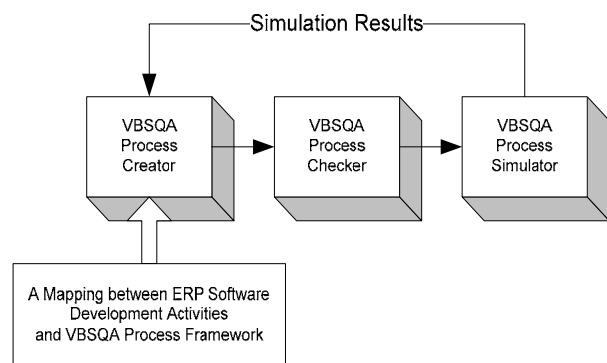 Simulation Results
VBSQA
Process
Creator
VBSQA
Process
Checker
VBSQA
Process
Simulator
A Mapping between ERP Software
Development Activities
and VBSQA Process Framework